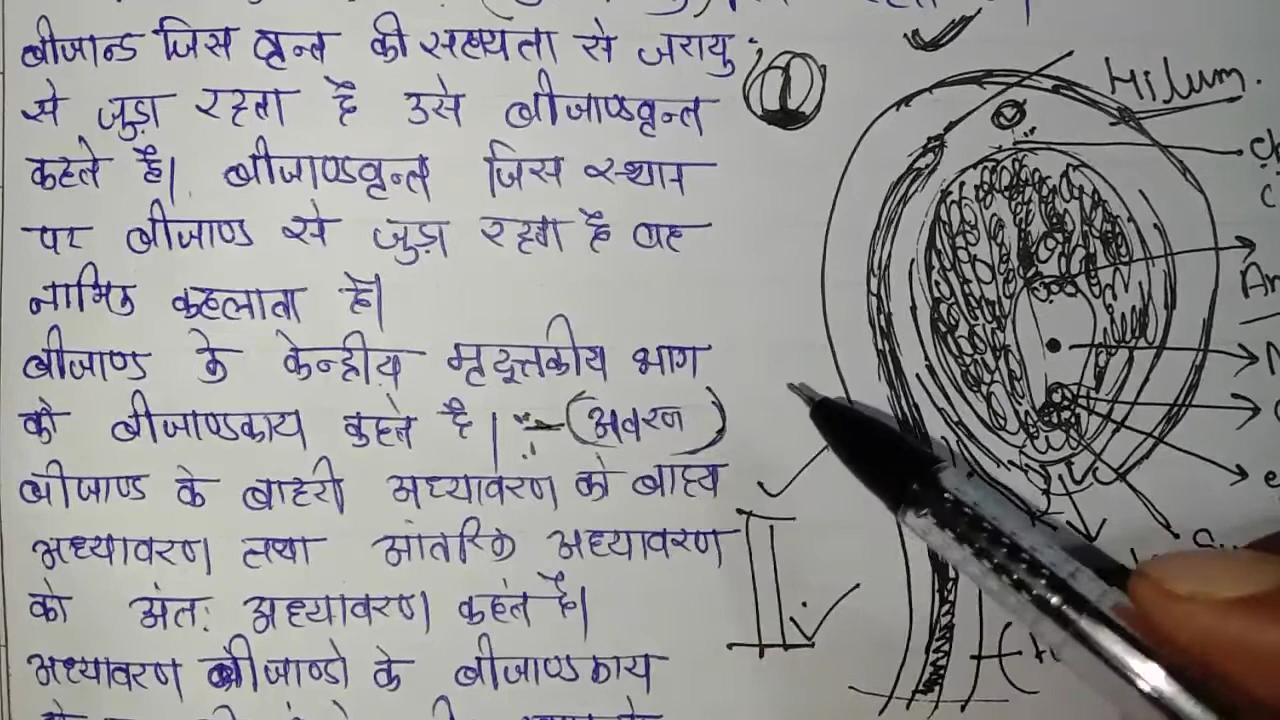 बीजान्ड जिस वृन्त की सहायता से जरायु
से जुड़ा रहता है उसे बीजाण्डवृन्त
कहते है। बीजाण्डवृन्त जिस स्थान
पर बीजाण्ड से जुड़ा रहता है वह
नाभिक कहलाता है।
बीजाण्ड के केन्द्रीय मृदूत्तकीय भाग
को बीजाण्डकाय कहते है। (अवरन)
बीजाण्ड के बाहरी अध्यावरण को बाह्य
अध्यावरण तथा आंतरिक अध्यावरण
को अंत: अध्यावरण कहते है।
अध्यावरण बीजाण्डो के बीजाण्डकाय
Hilum.